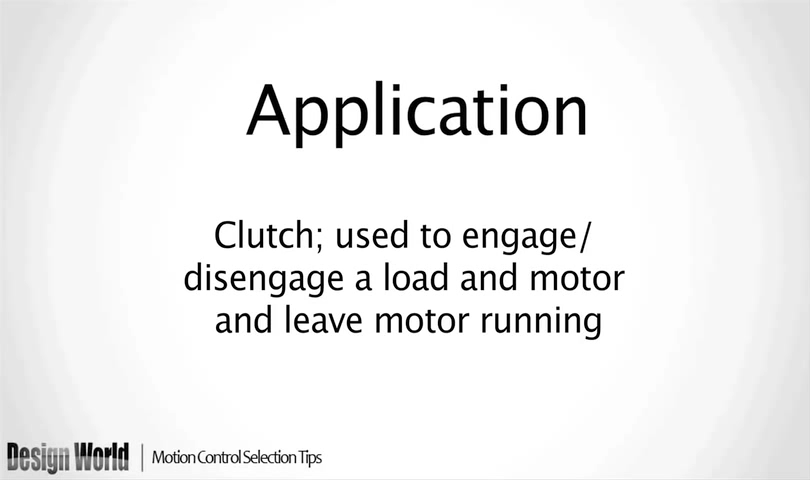 Application
Clutch; used to engage/
disengage a load and motor
and leave motor running
Design World | Motion Control Selection Tips